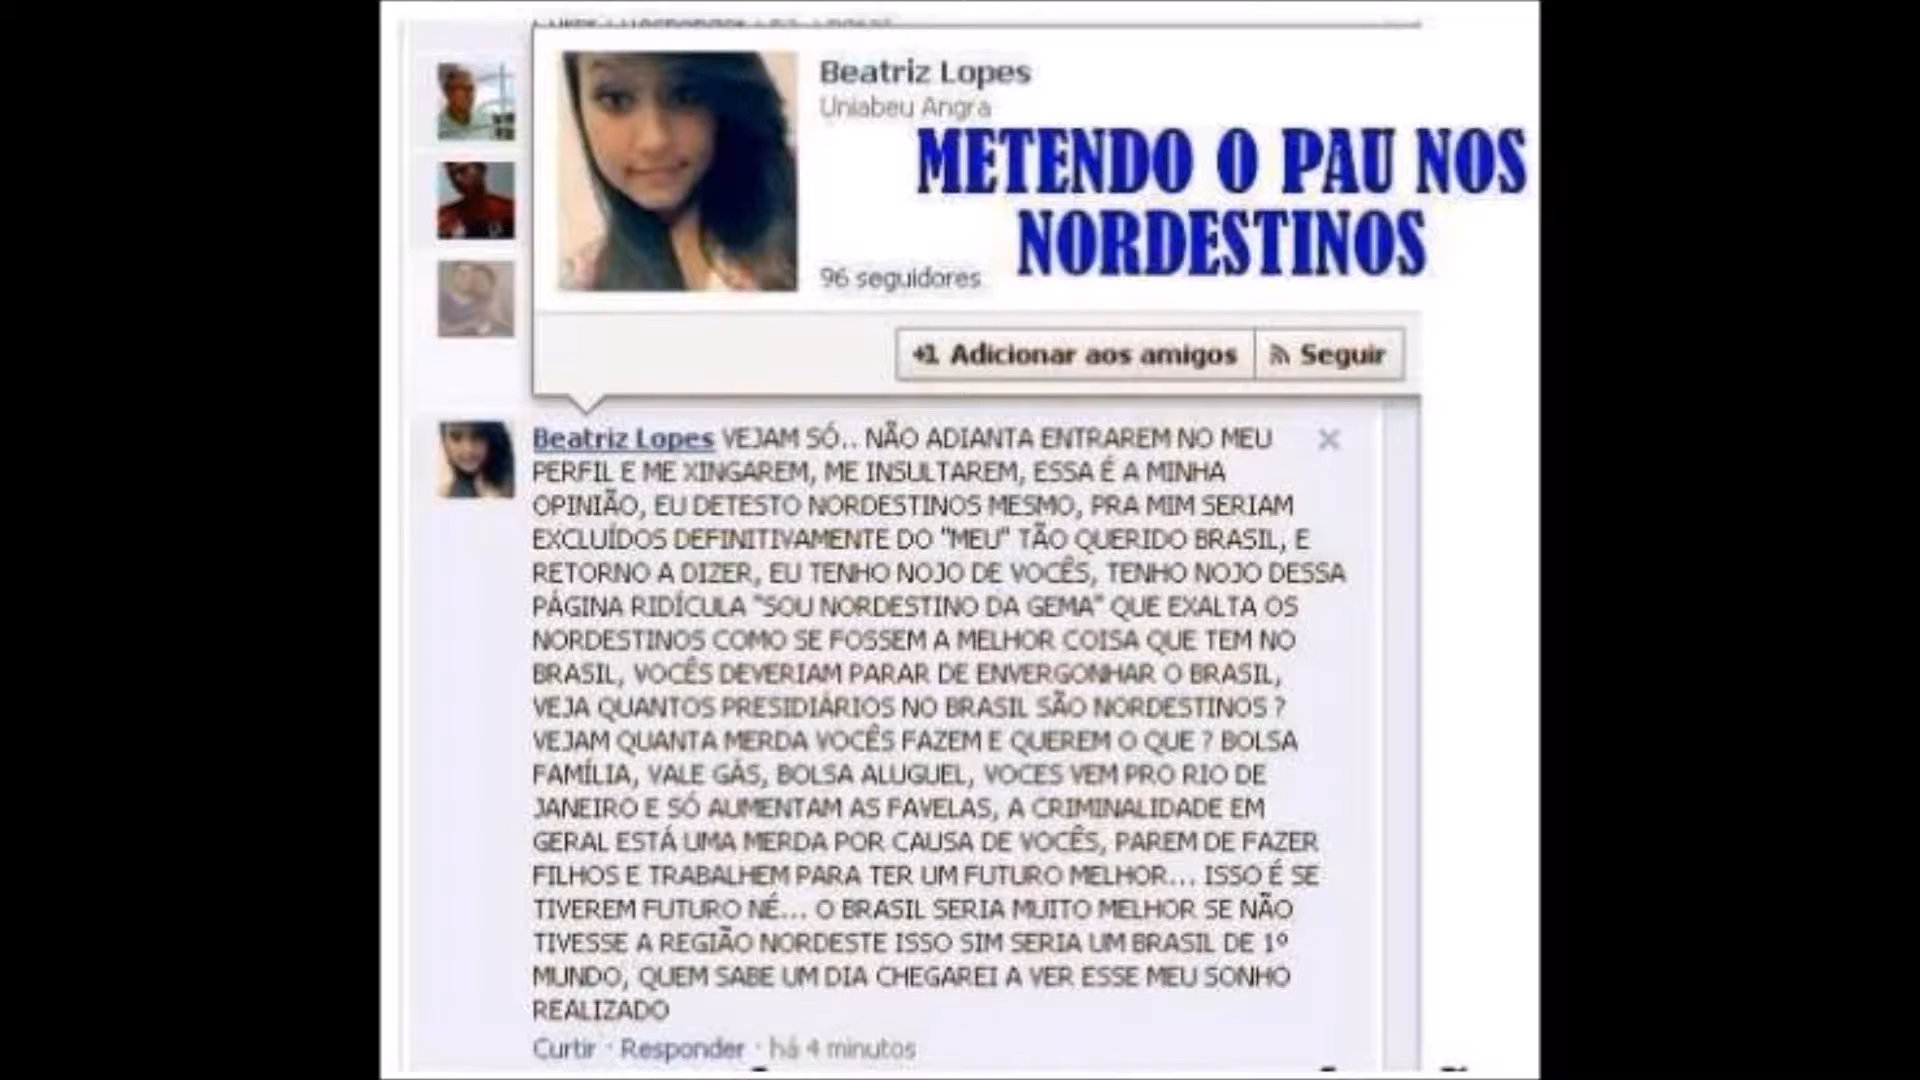 Beatriz Lopes
Uniabeu Angra
METENDO O PAU NOS
NORDESTINOS
96 seguidores
+1 Adicionar aos amigos
Seguir
Beatriz Lopes VEJAM SÓ.. NÃO ADIANTA ENTRAREM NO MEU
PERFIL E ME XINGAREM, ME INSULTAREM, ESSA É A MINHA
OPINIÃO, EU DETESTO NORDESTINOS MESMO, PRA MIM SERIAM
EXCLUÍDOS DEFINITIVAMENTE DO "MEU" TÃO QUERIDO BRASIL, E
RETORNO A DIZER, EU TENHO NOJO DE VOCÊS, TENHO NOJO DESSA
PÁGINA RIDÍCULA "SOU NORDESTINO DA GEMA" QUE EXALTA OS
NORDESTINOS COMO SE FOSSEM A MELHOR COISA QUE TEM NO
BRASIL, VOCÊS DEVERIAM PARAR DE ENVERGONHAR O BRASIL,
VEJA QUANTOS PRESIDIÁRIOS NO BRASIL SÃO NORDESTINOS ?
VEJAM QUANTA MERDA VOCÊS FAZEM E QUEREM O QUE ? BOLSA
FAMÍLIA, VALE GÁS, BOLSA ALUGUEL, VOCES VEM PRO RIO DE
JANEIRO E SÓ AUMENTAM AS FAVELAS, A CRIMINALIDADE EM
GERAL ESTÁ UMA MERDA POR CAUSA DE VOCÊS, PAREM DE FAZER
FILHOS E TRABALHEM PARA TER UM FUTURO MELHOR... ISSO É SE
TIVEREM FUTURO NÉ... O BRASIL SERIA MUITO MELHOR SE NÃO
TIVESSE A REGIÃO NORDESTE ISSO SIM SERIA UM BRASIL DE 1º
MUNDO, QUEM SABE UM DIA CHEGAREI A VER ESSE MEU SONHO
REALIZADO
Curtir · Responder · há 4 minutos